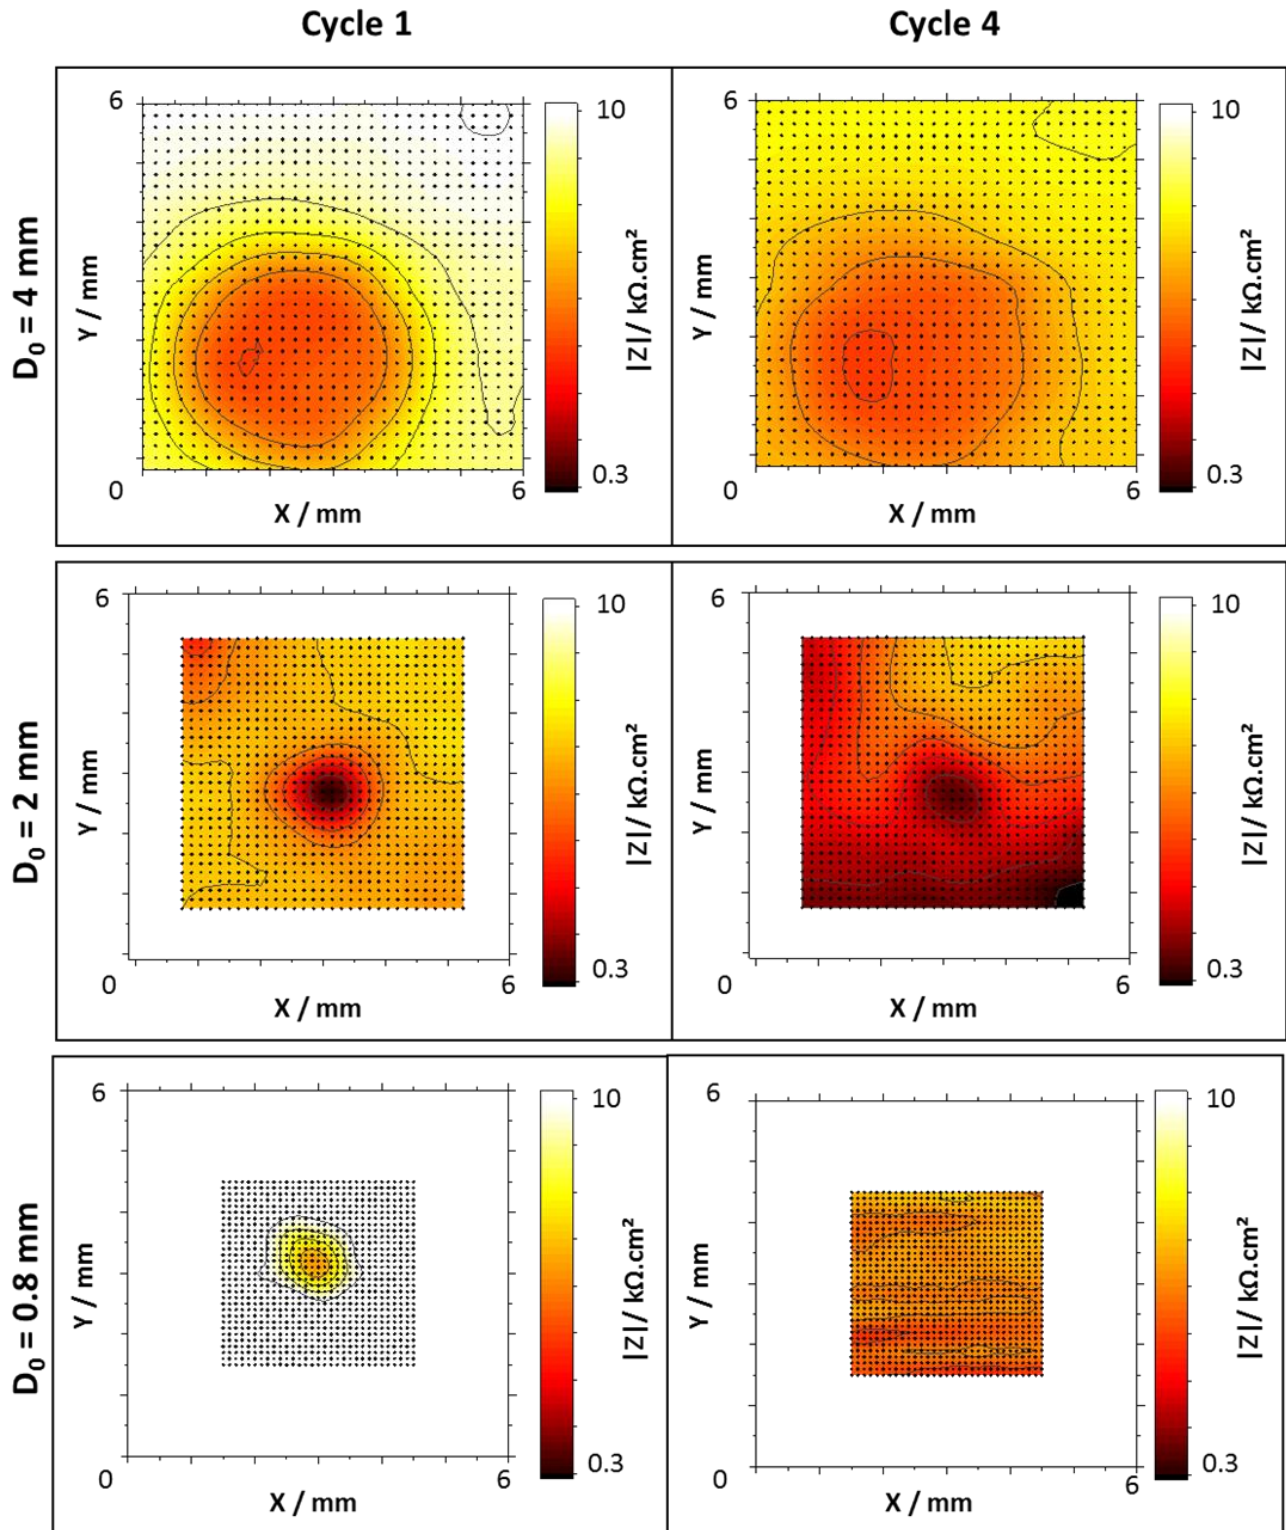 Cycle 1
Cycle 4
D₀ = 4 mm
6
Y / mm
0
6
X / mm
10
|Z|/ kΩ.cm²
0.3
6
Y / mm
0
6
X / mm
10
|Z|/ kΩ.cm²
0.3
D₀ = 2 mm
6
Y / mm
0
6
X / mm
10
|Z|/ kΩ.cm²
0.3
6
Y / mm
0
6
X / mm
10
|Z|/ kΩ.cm²
0.3
D₀ = 0.8 mm
6
Y / mm
0
6
X / mm
10
|Z|/ kΩ.cm²
0.3
6
Y / mm
0
6
X / mm
10
|Z|/ kΩ.cm²
0.3